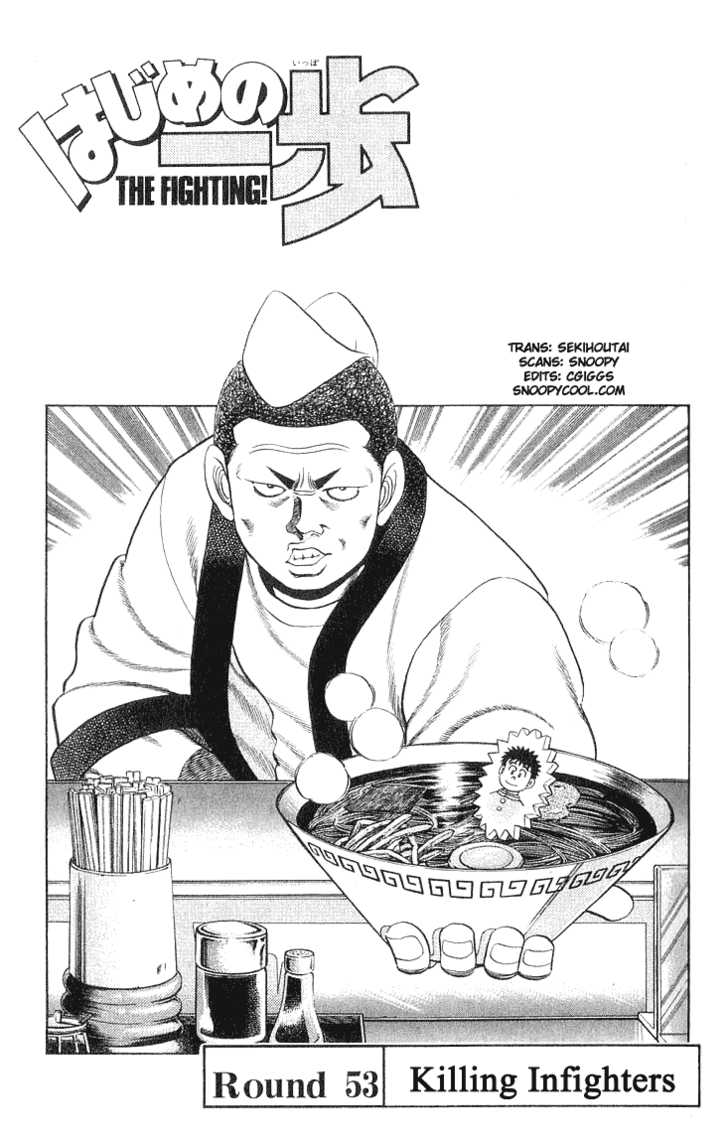 いっぽ
はじめの一歩
THE FIGHTING!
TRANS: SEKIHOUTAI
SCANS: SNOOPY
EDITS: CGIGGS
SNOOPYCOOL.COM
Round 53
Killing Infighters